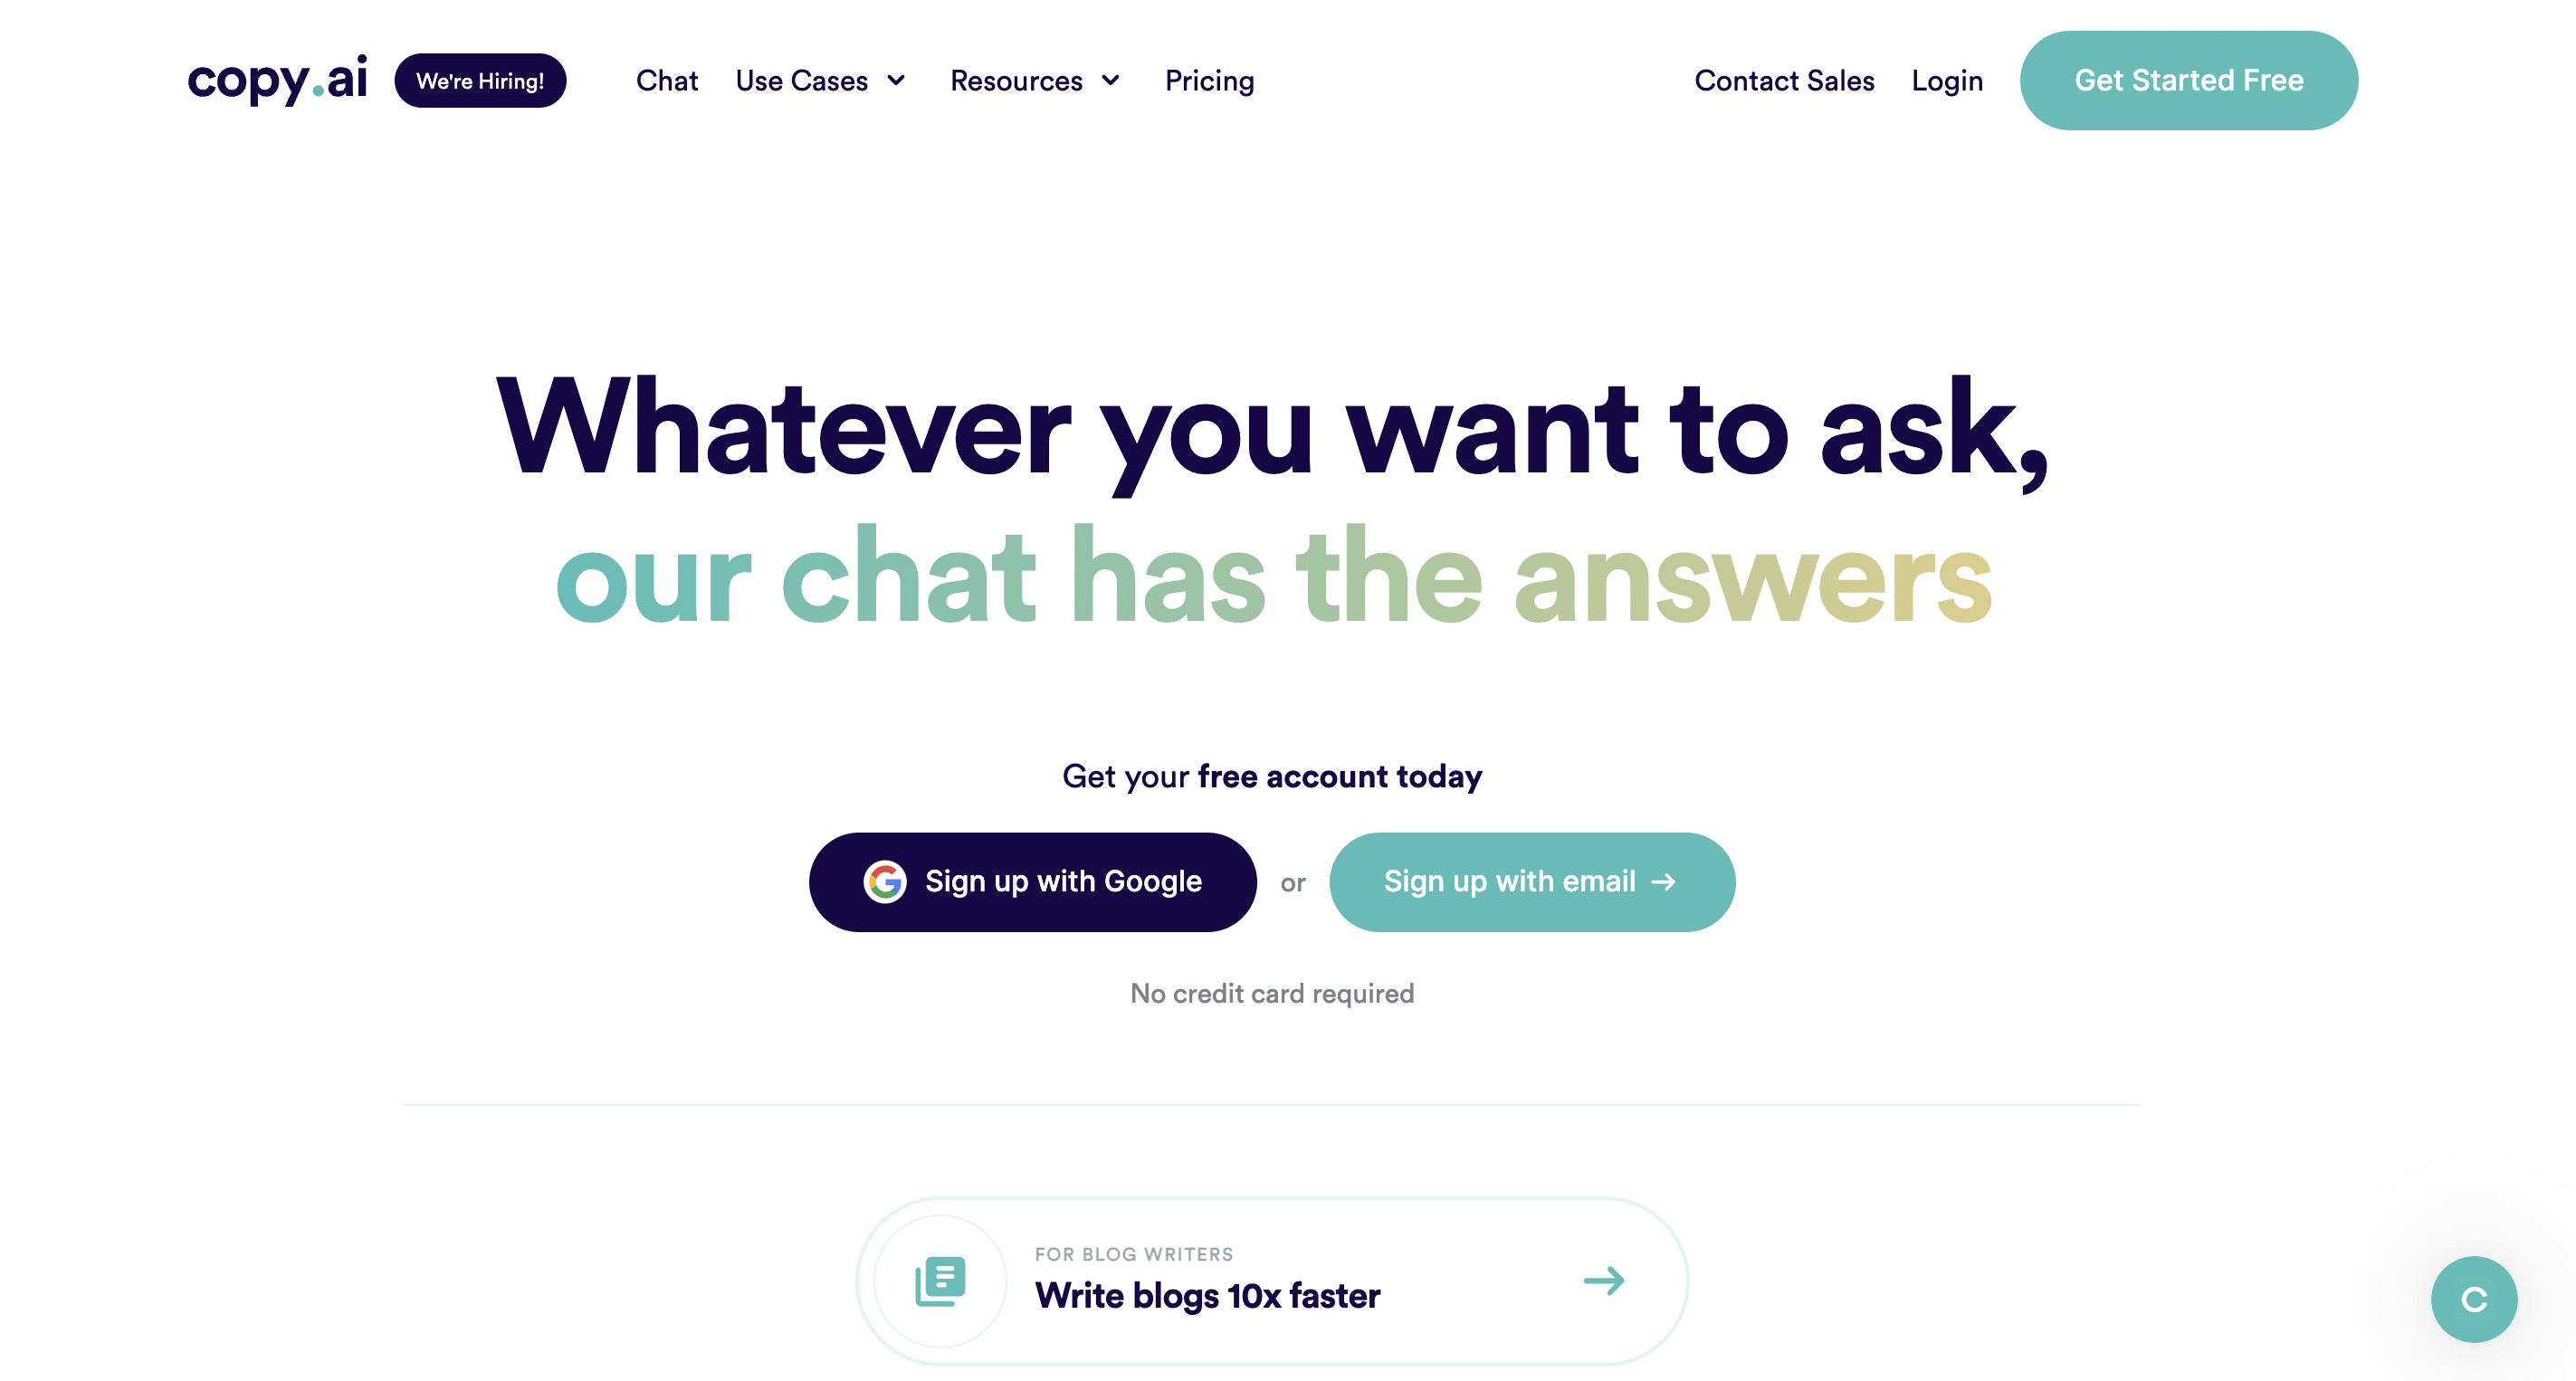 copy.ai
We're Hiring!
Chat
Use Cases
Resources
Pricing
Contact Sales
Login
Get Started Free
Whatever you want to ask,
our chat has the answers
Get your free account today
Sign up with Google
or
Sign up with email
No credit card required
FOR BLOG WRITERS
Write blogs 10x faster
C